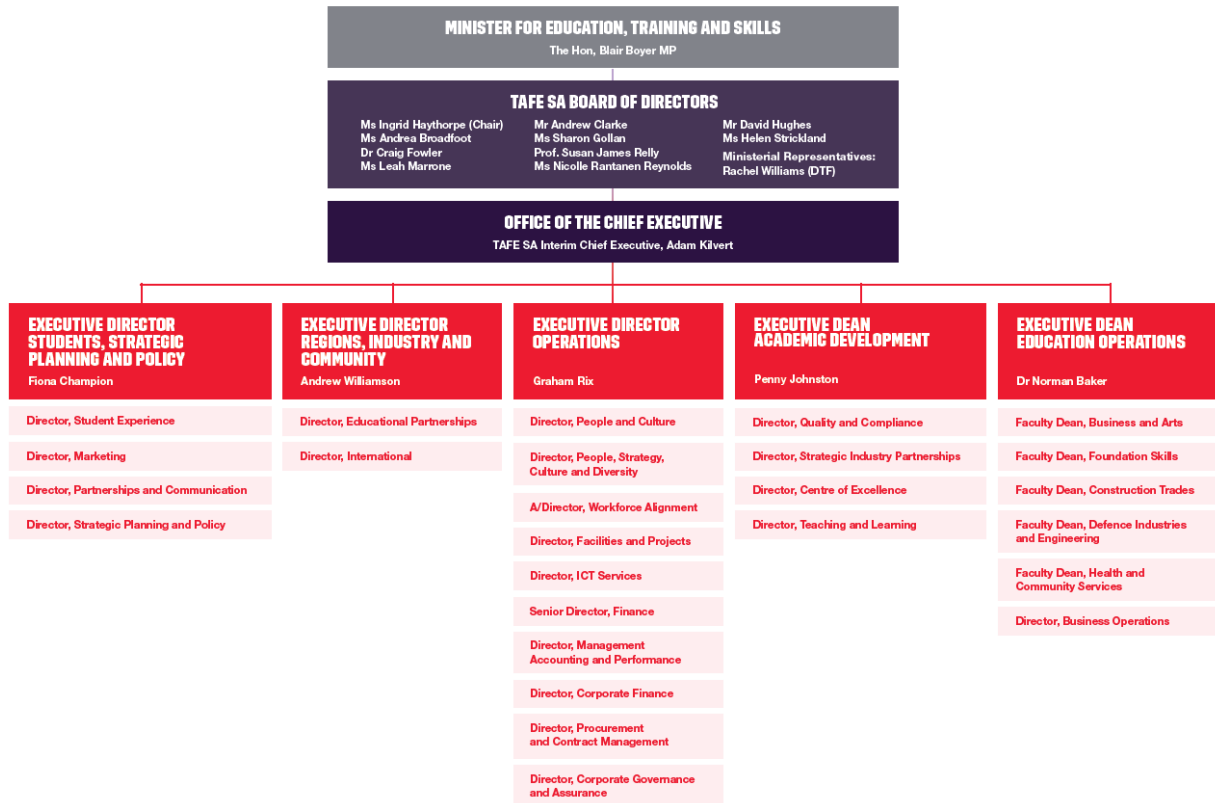 MINISTER FOR EDUCATION, TRAINING AND SKILLS
The Hon, Blair Boyer MP
TAFE SA BOARD OF DIRECTORS
Ms Ingrid Haythorpe (Chair)
Ms Andrea Broadfoot
Dr Craig Fowler
Ms Leah Marrone
Mr Andrew Clarke
Ms Sharon Gollan
Prof. Susan James Relly
Ms Nicolle Rantanen Reynolds
Mr David Hughes
Ms Helen Strickland
Ministerial Representatives:
Rachel Williams (DTF)
OFFICE OF THE CHIEF EXECUTIVE
TAFE SA Interim Chief Executive, Adam Kilvert
EXECUTIVE DIRECTOR
STUDENTS, STRATEGIC
PLANNING AND POLICY
Fiona Champion
Director, Student Experience
Director, Marketing
Director, Partnerships and Communication
Director, Strategic Planning and Policy
EXECUTIVE DIRECTOR
REGIONS, INDUSTRY AND
COMMUNITY
Andrew Williamson
Director, Educational Partnerships
Director, International
EXECUTIVE DIRECTOR
OPERATIONS
Graham Rix
Director, People and Culture
Director, People, Strategy,
Culture and Diversity
A/Director, Workforce Alignment
Director, Facilities and Projects
Director, ICT Services
Senior Director, Finance
Director, Management
Accounting and Performance
Director, Corporate Finance
Director, Procurement
and Contract Management
Director, Corporate Governance
and Assurance
EXECUTIVE DEAN
ACADEMIC DEVELOPMENT
Penny Johnston
Director, Quality and Compliance
Director, Strategic Industry Partnerships
Director, Centre of Excellence
Director, Teaching and Learning
EXECUTIVE DEAN
EDUCATION OPERATIONS
Dr Norman Baker
Faculty Dean, Business and Arts
Faculty Dean, Foundation Skills
Faculty Dean, Construction Trades
Faculty Dean, Defence Industries
and Engineering
Faculty Dean, Health and
Community Services
Director, Business Operations